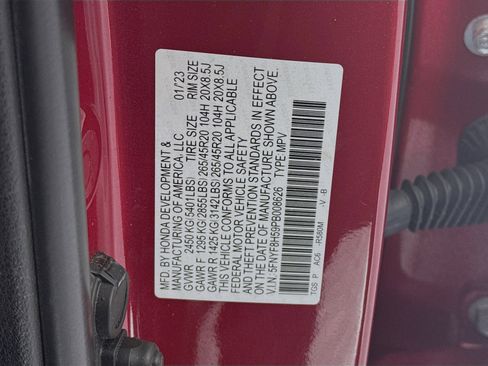 MFD. BY HONDA DEVELOPMENT &
MANUFACTURING OF AMERICA, LLC 01/23
GVWR 2450 KG(5401LBS) TIRE SIZE RIM SIZE
GAWR F 1295 KG(2855LBS)265/45R20 104H 20X8.5J
GAWR R 1425 KG(3142LBS)265/45R20 104H 20X8.5J
THIS VEHICLE CONFORMS TO ALL APPLICABLE
FEDERAL MOTOR VEHICLE SAFETY
AND THEFT PREVENTION STANDARDS IN EFFECT
ON THE DATE OF MANUFACTURE SHOWN ABOVE.
V.I.N.:5FNYF8H59PB008626 TYPE:MPV
TGS P AC6 -R580M -V -B